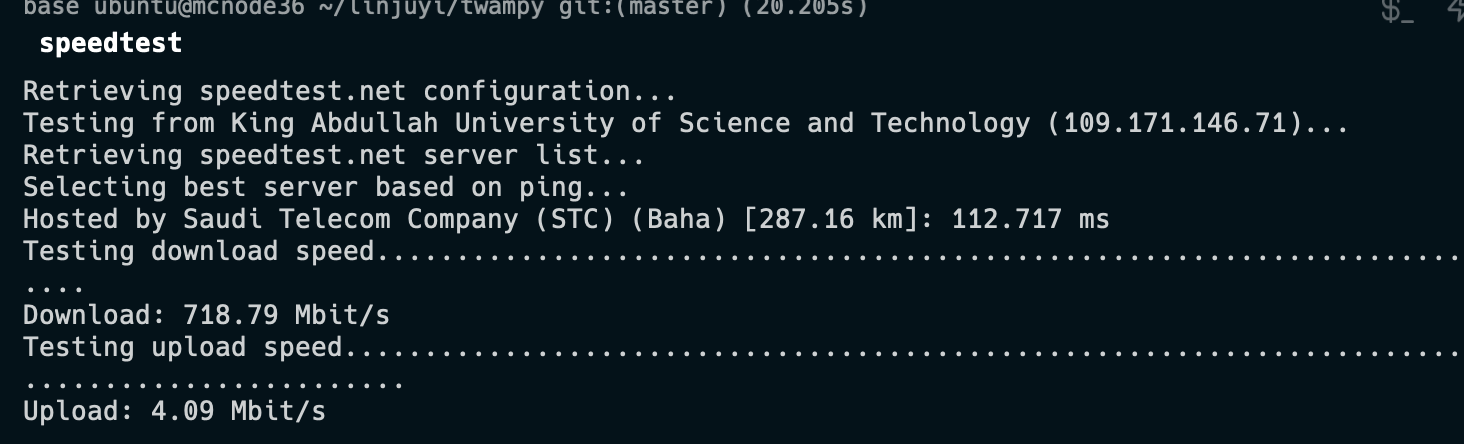 base ubuntu@mcnode36 ~/linjuyi/twampy git:(master) (20.205s)
$_
speedtest
Retrieving speedtest.net configuration...
Testing from King Abdullah University of Science and Technology (109.171.146.71)...
Retrieving speedtest.net server list...
Selecting best server based on ping...
Hosted by Saudi Telecom Company (STC) (Baha) [287.16 km]: 112.717 ms
Testing download speed....................................................................
....
Download: 718.79 Mbit/s
Testing upload speed......................................................................
........................
Upload: 4.09 Mbit/s